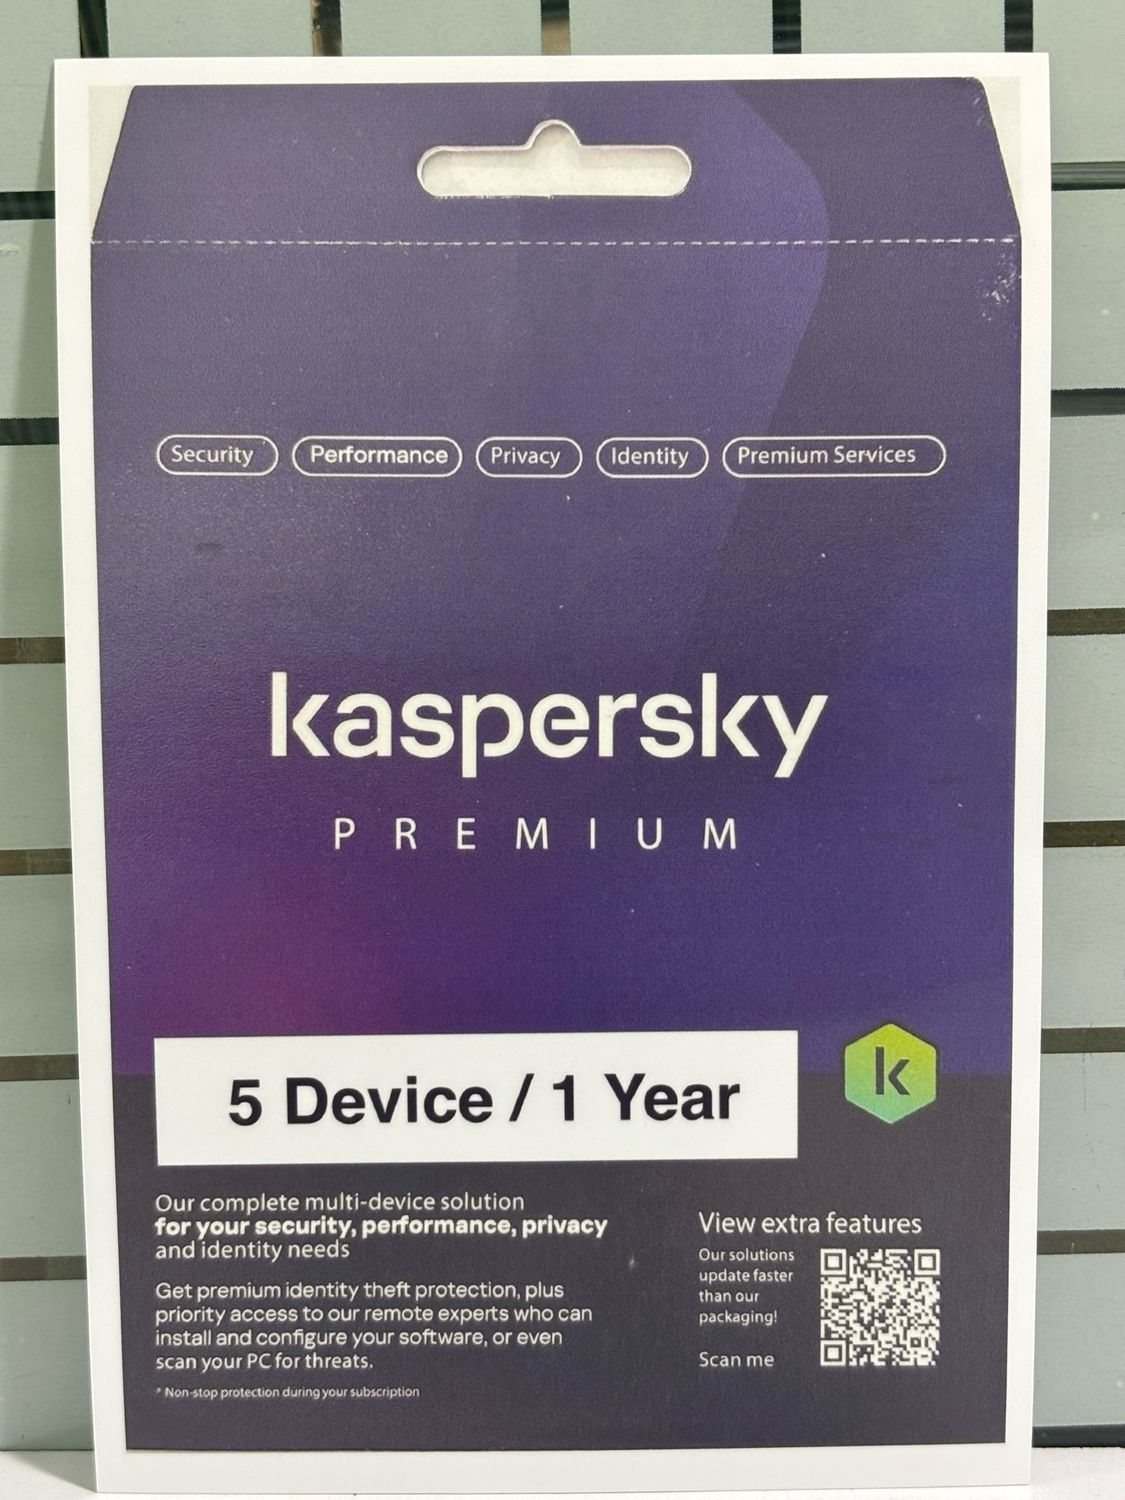 Security
Performance
Privacy
Identity
Premium Services
kaspersky
PREMIUM
5 Device / 1 Year
k
Our complete multi-device solution
for your security, performance, privacy
and identity needs
Get premium identity theft protection, plus
priority access to our remote experts who can
install and configure your software, or even
scan your PC for threats.
* Non-stop protection during your subscription
View extra features
Our solutions
update faster
than our
packaging!
Scan me